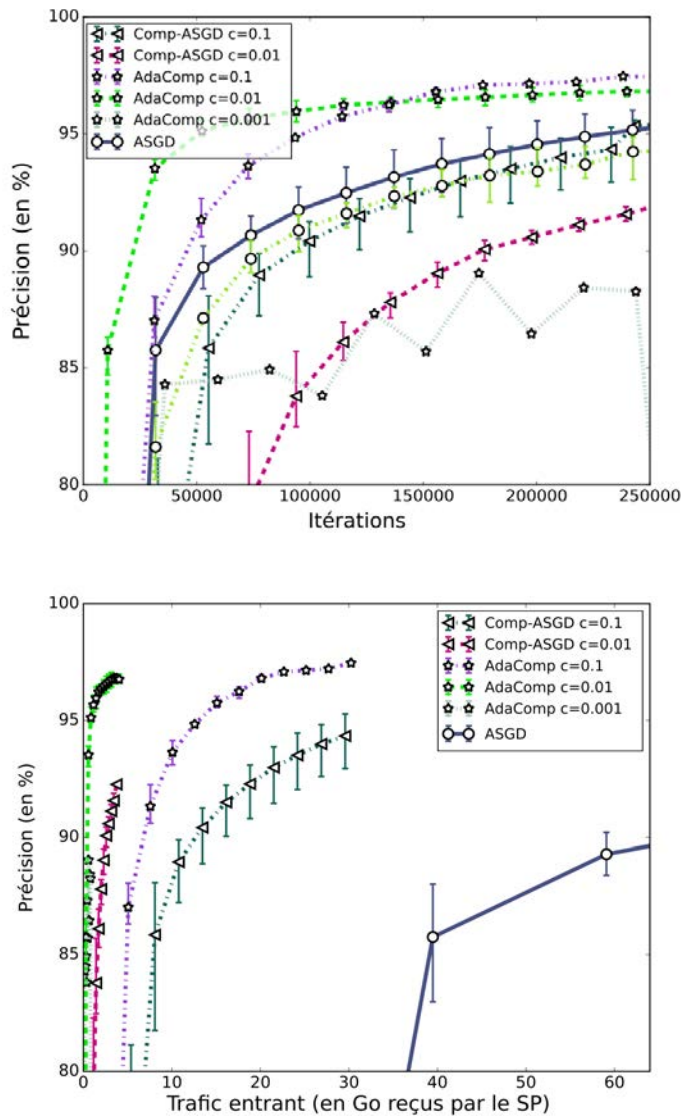 100
95
90
85
80
Précision (en %)
Comp-ASGD c=0.1
Comp-ASGD c=0.01
AdaComp c=0.1
AdaComp c=0.01
AdaComp c=0.001
ASGD
0 50000 100000 150000 200000 250000
Itérations
100
95
90
85
80
Précision (en %)
Comp-ASGD c=0.1
Comp-ASGD c=0.01
AdaComp c=0.1
AdaComp c=0.01
AdaComp c=0.001
ASGD
0 10 20 30 40 50 60
Trafic entrant (en Go reçus par le SP)